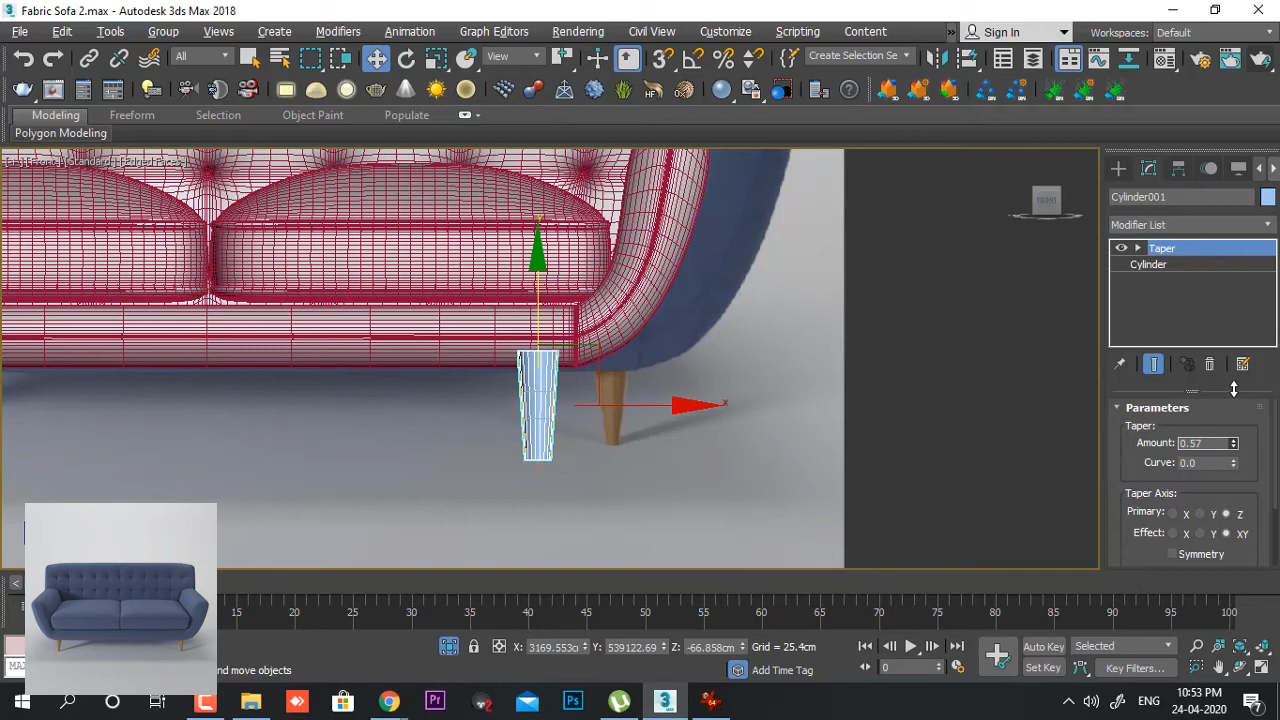 Fabric Sofa 2.max - Autodesk 3ds Max 2018
File Edit Tools Group Views Create Modifiers Animation Graph Editors Rendering Civil View Customize Scripting Content » Sign In Workspaces: Default
All View Create Selection Se
Modeling Freeform Selection Object Paint Populate
Polygon Modeling
[+] [Front] [Standard] [Edged Faces]
FRONT
y
x
Cylinder001
Modifier List
Taper
Cylinder
Parameters
Taper:
Amount: 0.57
Curve: 0.0
Taper Axis:
Primary: X Y Z
Effect: X Y XY
Symmetry
<
15 20 25 30 35 40 45 50 55 60 65 70 75 80 85 90 95 100
X: 3169.553c Y: 539122.69 Z: -66.858cm Grid = 25.4cm
Auto Key Selected
nd move objects
Add Time Tag
0
Set Key Key Filters...
ENG
10:53 PM
24-04-2020